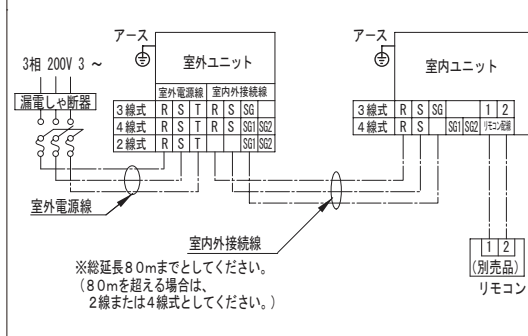 アース
3相 200V 3 ~
漏電しゃ断器
室外ユニット
室外電源線 室内外接続線
3線式 R S T R S SG
4線式 R S T R S SG1 SG2
2線式 R S T SG1 SG2
室外電源線
室内外接続線
※総延長80mまでとしてください。
(80mを超える場合は、
2線または4線式としてください。)
アース
室内ユニット
3線式 R S SG 1 2
4線式 R S SG1 SG2 リモコン配線
1 2
(別売品)
リモコン